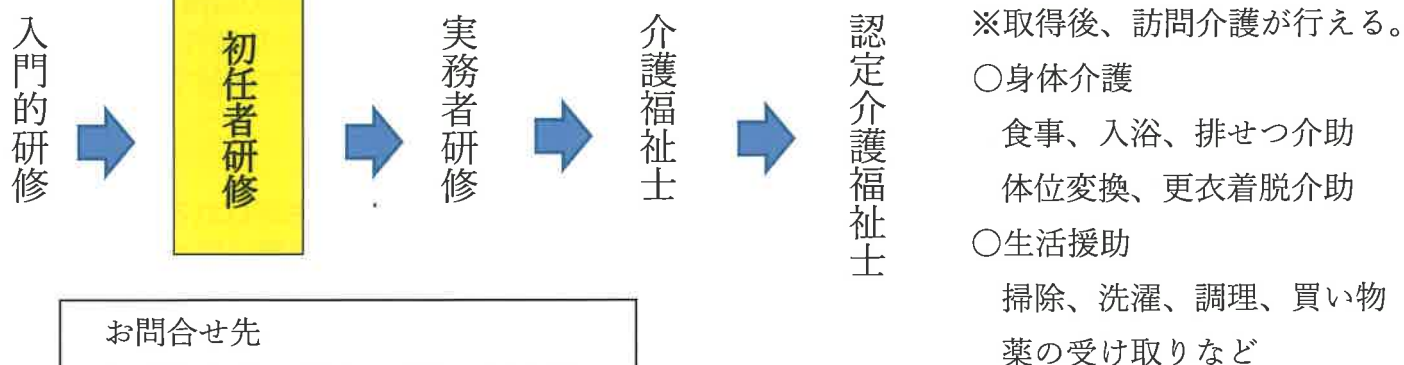 入門的研修
初任者研修
実務者研修
介護福祉士
認定介護福祉士
※取得後、訪問介護が行える。
○身体介護
食事、入浴、排せつ介助
体位変換、更衣着脱介助
○生活援助
掃除、洗濯、調理、買い物
薬の受け取りなど
お問合せ先